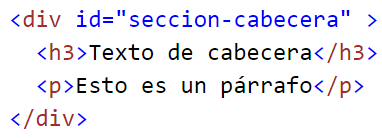 <div id="seccion-cabecera" >
  <h3>Texto de cabecera</h3>
  <p>Esto es un párrafo</p>
</div>